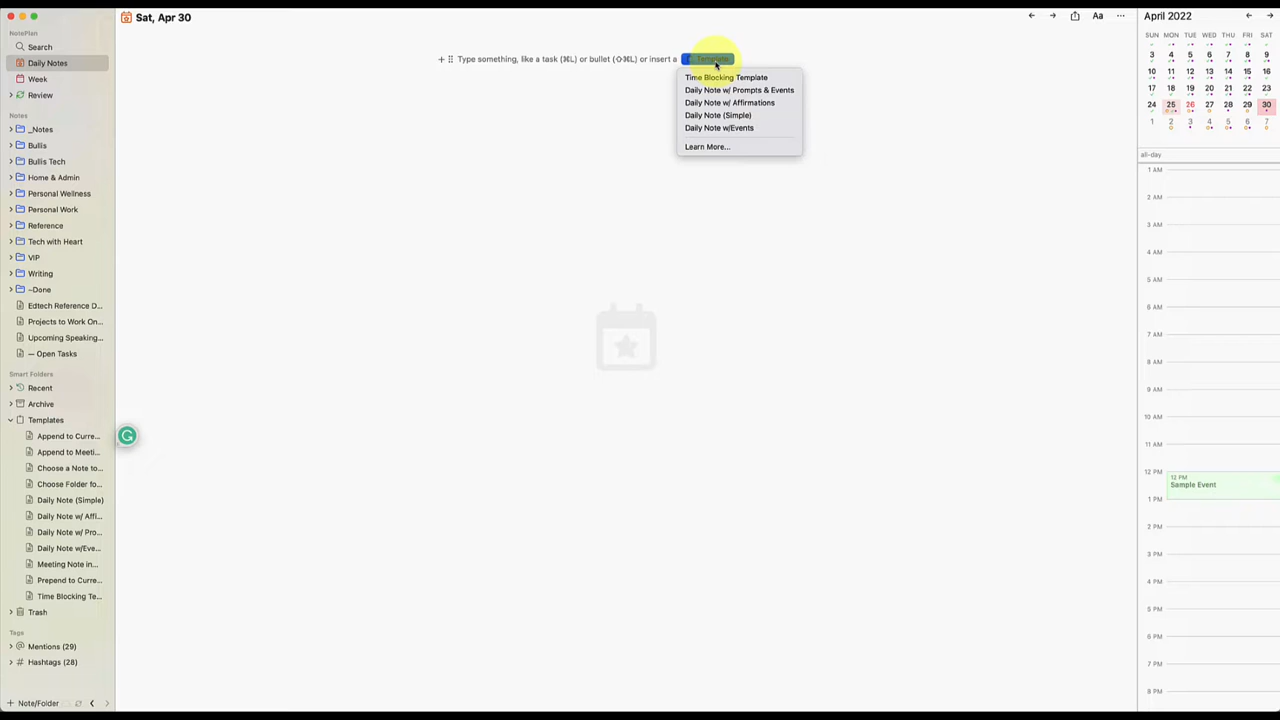 NotePlan
Search
Daily Notes
Week
Review
Notes
_Notes
Bullis
Bullis Tech
Home & Admin
Personal Wellness
Personal Work
Reference
Tech with Heart
VIP
Writing
~Done
Edtech Reference D...
Projects to Work On...
Upcoming Speaking...
— Open Tasks
Smart Folders
Recent
Archive
Templates
Append to Curre...
Append to Meeti...
Choose a Note to...
Choose Folder fo...
Daily Note (Simple)
Daily Note w/ Affi...
Daily Note w/ Pro...
Daily Note w/Eve...
Meeting Note in...
Prepend to Curre...
Time Blocking Te...
Trash
Tags
@ Mentions (29)
# Hashtags (28)
+ Note/Folder
Sat, Apr 30
Aa
Type something, like a task (⌘L) or bullet (⇧⌘L) or insert a Template
Time Blocking Template
Daily Note w/ Prompts & Events
Daily Note w/ Affirmations
Daily Note (Simple)
Daily Note w/Events
Learn More...
April 2022
SUN MON TUE WED THU FRI SAT
3 4 5 6 7 8 9
10 11 12 13 14 15 16
17 18 19 20 21 22 23
24 25 26 27 28 29 30
1 2 3 4 5 6 7
all-day
1 AM
2 AM
3 AM
4 AM
5 AM
6 AM
7 AM
8 AM
9 AM
10 AM
11 AM
12 PM
12 PM
Sample Event
1 PM
2 PM
3 PM
4 PM
5 PM
6 PM
7 PM
8 PM